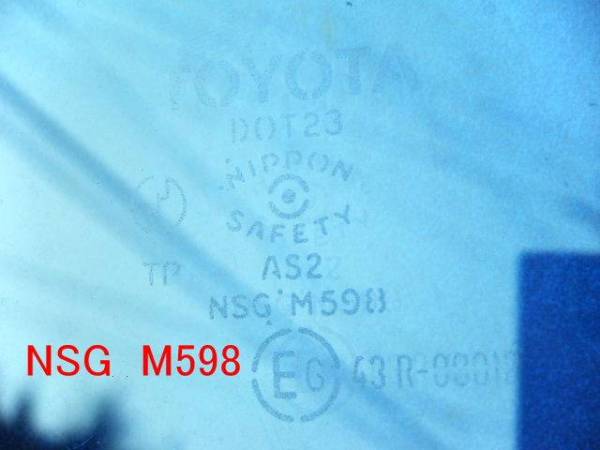 TOYOTA
DOT23
NIPPON
SAFETY
TP AS2
NSG M598
NSG M598
E6 43R-